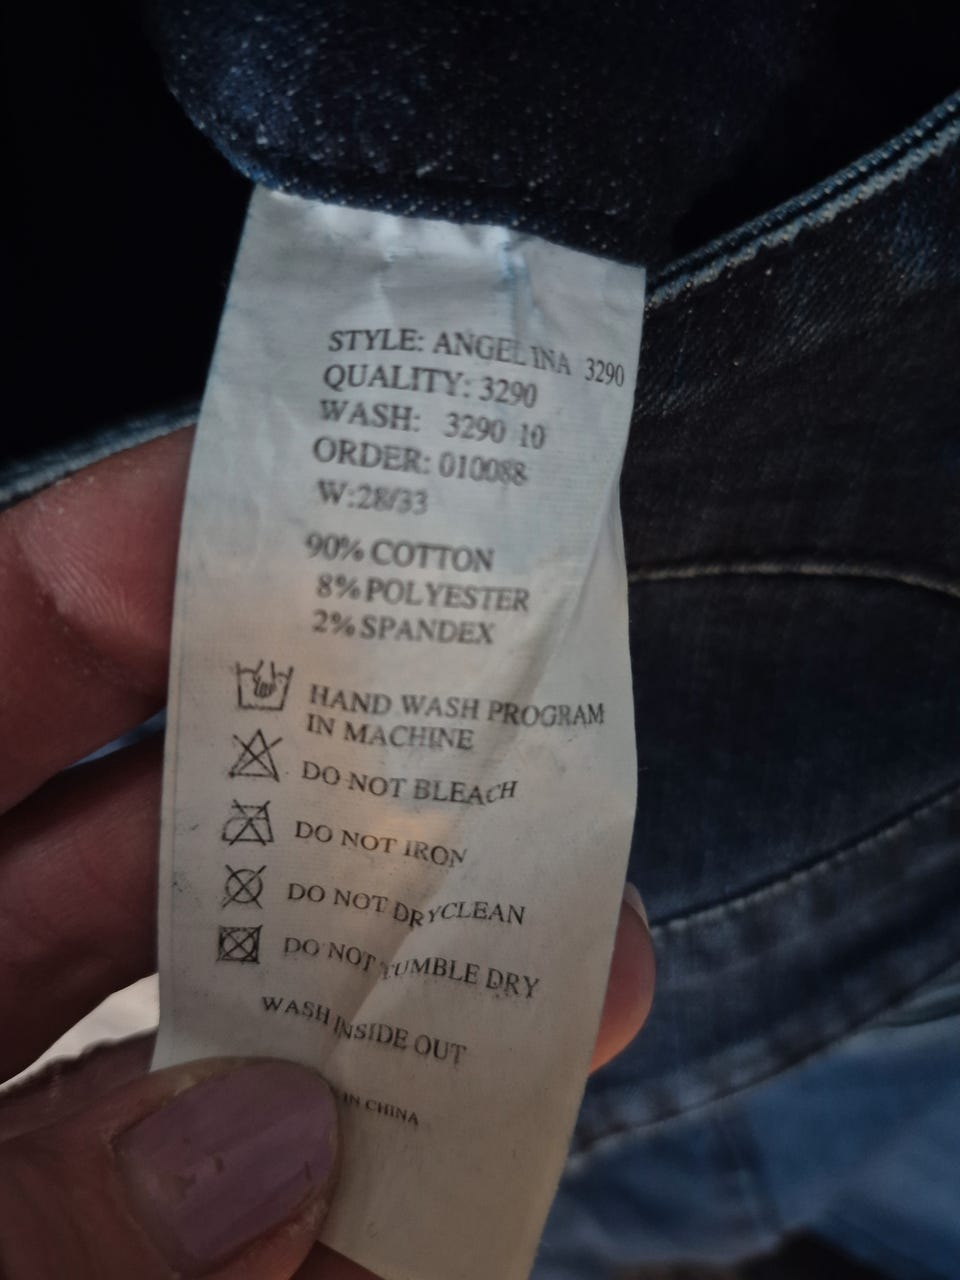 STYLE: ANGELINA 3290
QUALITY: 3290
WASH: 3290 10
ORDER: 010088
W:28/33
90% COTTON
8% POLYESTER
2% SPANDEX
HAND WASH PROGRAM
IN MACHINE
DO NOT BLEACH
DO NOT IRON
DO NOT DRYCLEAN
DO NOT TUMBLE DRY
WASH INSIDE OUT
IN CHINA